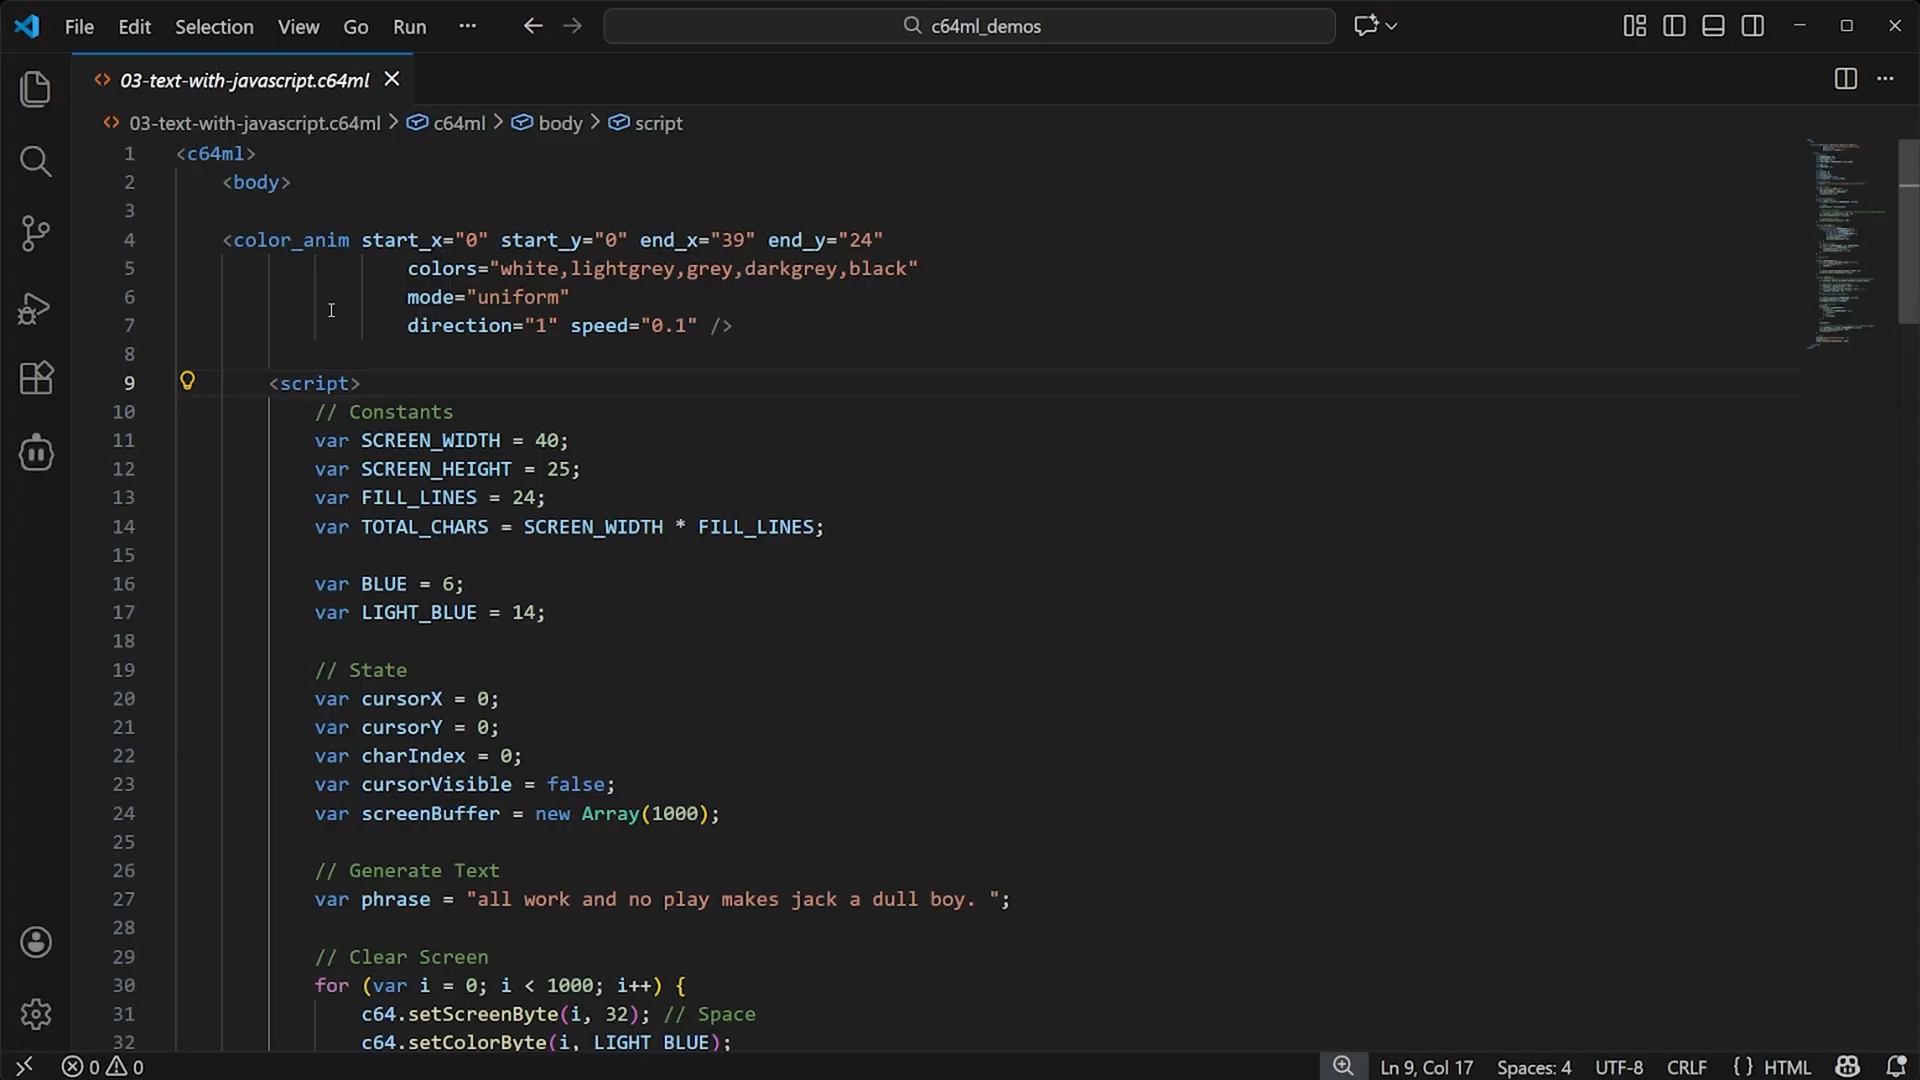 File Edit Selection View Go Run ··· c64ml_demos
03-text-with-javascript.c64ml
03-text-with-javascript.c64ml > c64ml > body > script
1 <c64ml>
2 <body>
3
4 <color_anim start_x="0" start_y="0" end_x="39" end_y="24"
5 colors="white,lightgrey,grey,darkgrey,black"
6 mode="uniform"
7 direction="1" speed="0.1" />
8
9 <script>
10 // Constants
11 var SCREEN_WIDTH = 40;
12 var SCREEN_HEIGHT = 25;
13 var FILL_LINES = 24;
14 var TOTAL_CHARS = SCREEN_WIDTH * FILL_LINES;
15
16 var BLUE = 6;
17 var LIGHT_BLUE = 14;
18
19 // State
20 var cursorX = 0;
21 var cursorY = 0;
22 var charIndex = 0;
23 var cursorVisible = false;
24 var screenBuffer = new Array(1000);
25
26 // Generate Text
27 var phrase = "all work and no play makes jack a dull boy. ";
28
29 // Clear Screen
30 for (var i = 0; i < 1000; i++) {
31 c64.setScreenByte(i, 32); // Space
32 c64.setColorByte(i, LIGHT_BLUE);
0 0 Ln 9, Col 17 Spaces: 4 UTF-8 CRLF { } HTML